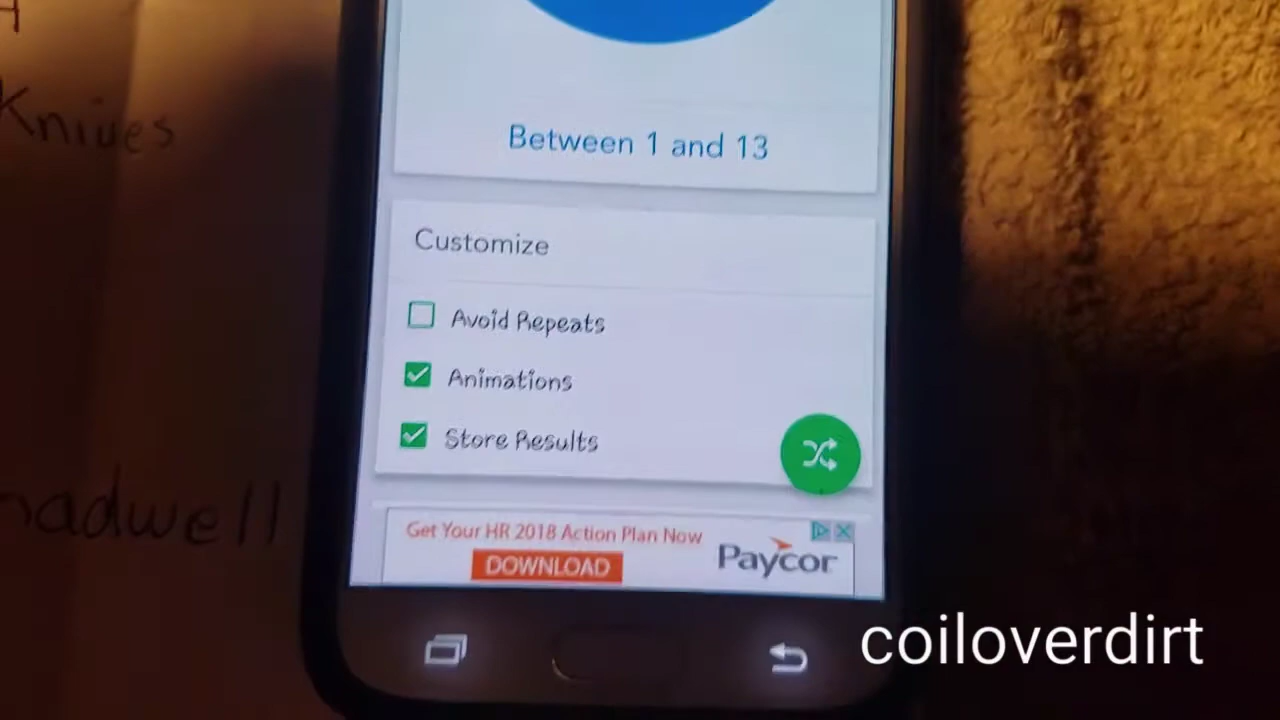 Knives
Between 1 and 13
Customize
Avoid Repeats
Animations
Store Results
Get Your HR 2018 Action Plan Now
DOWNLOAD
Paycor
adwell
coiloverdirt